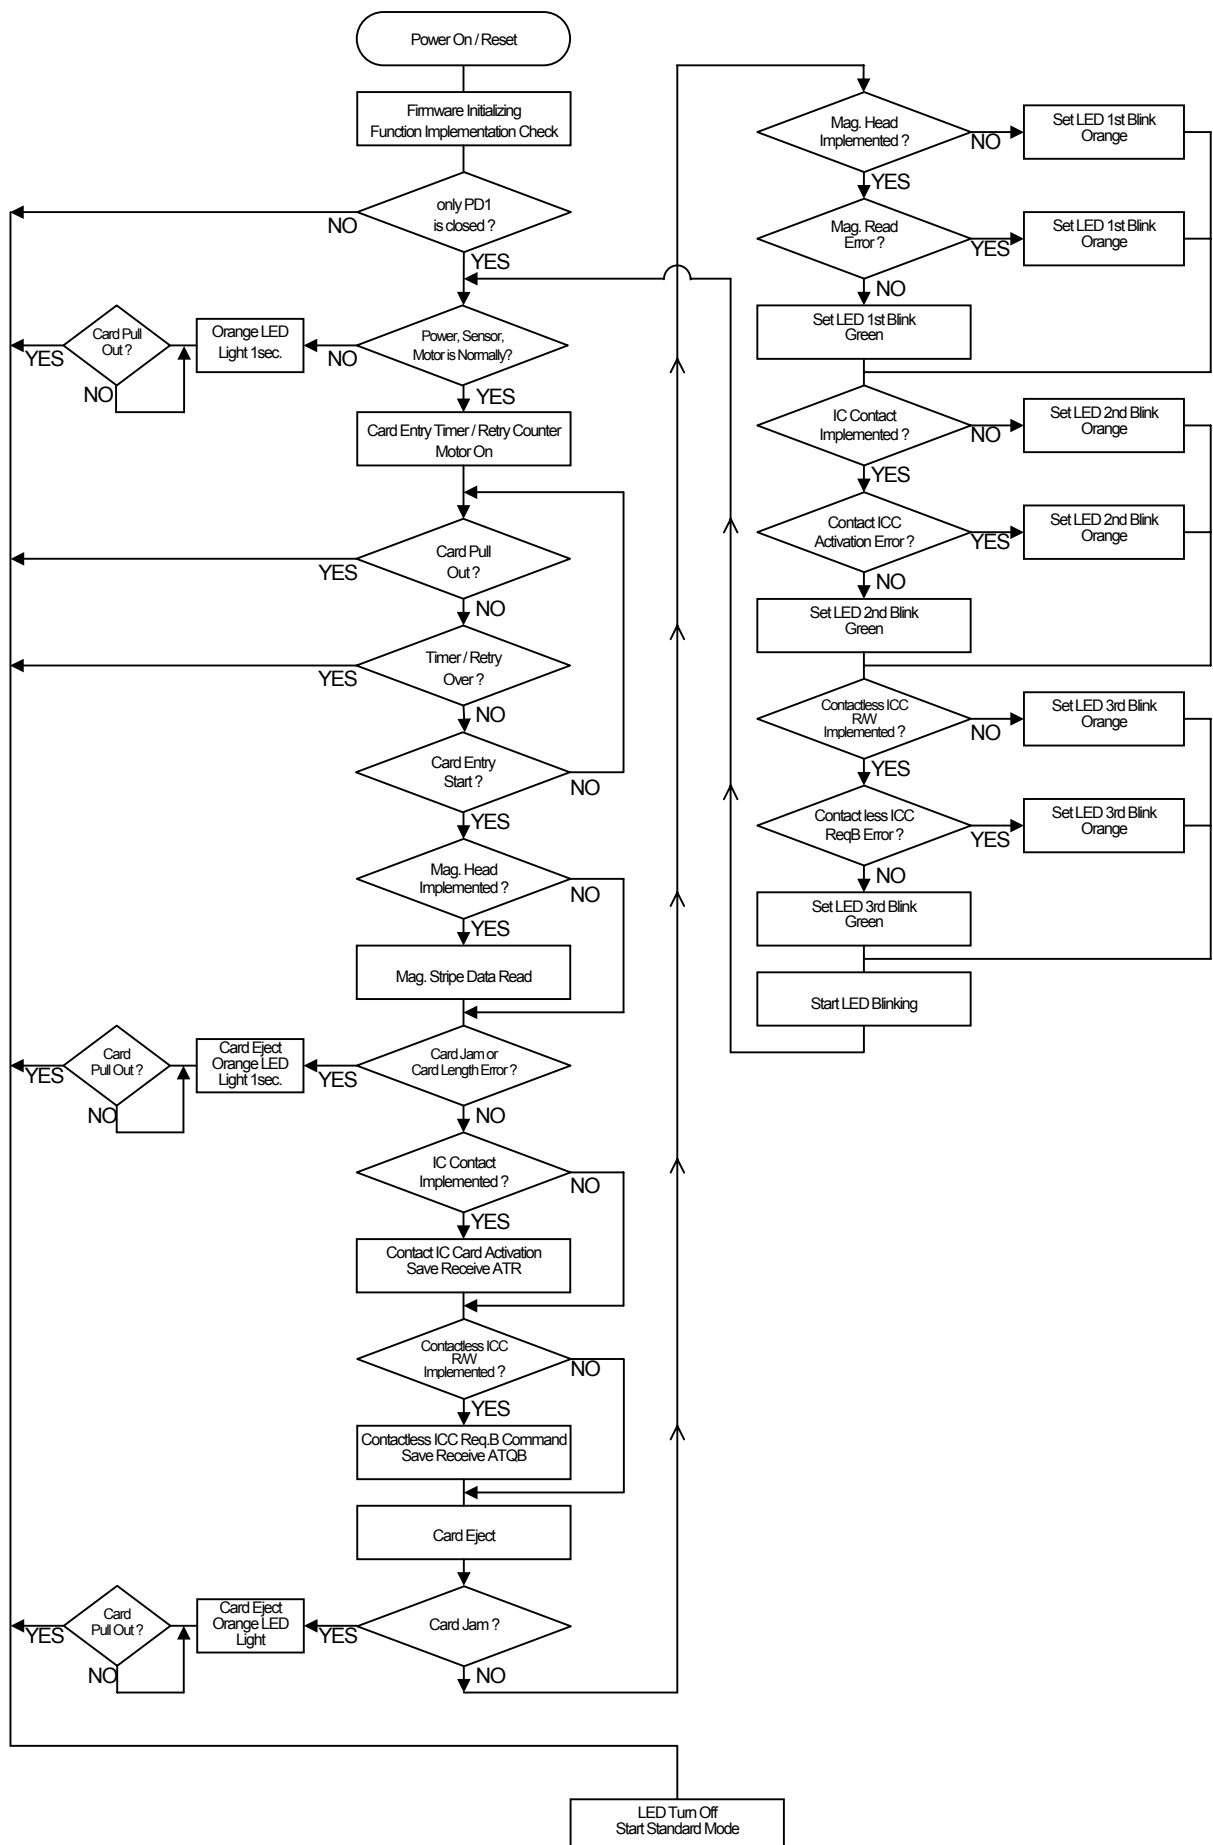 Power On / Reset
Firmware Initializing
Function Implementation Check
only PD1
is closed ?
NO
YES
Power, Sensor,
Motor is Normally?
NO
Orange LED
Light 1sec.
Card Pull
Out ?
YES
NO
YES
Card Entry Timer / Retry Counter
Motor On
Card Pull
Out ?
YES
NO
Timer / Retry
Over ?
YES
NO
Card Entry
Start ?
NO
YES
Mag. Head
Implemented ?
NO
YES
Mag. Stripe Data Read
Card Jam or
Card Length Error ?
YES
Card Eject
Orange LED
Light 1sec.
Card
Pull Out ?
YES
NO
NO
IC Contact
Implemented ?
NO
YES
Contact IC Card Activation
Save Receive ATR
Contactless ICC
R/W
Implemented ?
NO
YES
Contactless ICC Req.B Command
Save Receive ATQB
Card Eject
Card Jam ?
YES
Card Eject
Orange LED
Light
Card
Pull Out ?
YES
NO
NO
Mag. Head
Implemented ?
NO
Set LED 1st Blink
Orange
YES
Mag. Read
Error ?
YES
Set LED 1st Blink
Orange
NO
Set LED 1st Blink
Green
IC Contact
Implemented ?
NO
Set LED 2nd Blink
Orange
YES
Contact ICC
Activation Error ?
YES
Set LED 2nd Blink
Orange
NO
Set LED 2nd Blink
Green
Contactless ICC
R/W
Implemented ?
NO
Set LED 3rd Blink
Orange
YES
Contact less ICC
ReqB Error ?
YES
Set LED 3rd Blink
Orange
NO
Set LED 3rd Blink
Green
Start LED Blinking
LED Turn Off
Start Standard Mode